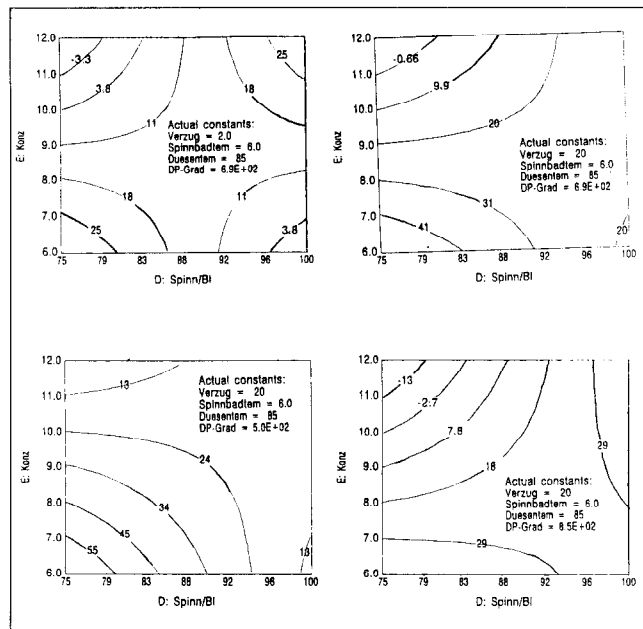 12.0
-3.3
25
11.0
3.8
18
10.0
11
Actual constants:
Verzug = 2.0
Spinnbadtem = 6.0
Duesentem = 85
DP-Grad = 6.9E+02
9.0
E: Konz
8.0
18
11
7.0
25
3.8
6.0
75 79 83 88 92 96 100
D: Spinn/Bl
12.0
-0.66
11.0
9.9
10.0
20
9.0
Actual constants:
Verzug = 20
Spinnbadtem = 6.0
Duesentem = 85
DP-Grad = 6.9E+02
E: Konz
8.0
31
7.0
41
20
6.0
75 79 83 88 92 96 100
D: Spinn/Bl
12.0
13
11.0
Actual constants:
Verzug = 20
Spinnbadtem = 6.0
Duesentem = 85
DP-Grad = 5.0E+02
10.0
24
9.0
E: Konz
34
8.0
45
7.0
55
13
6.0
75 79 83 88 92 96 100
D: Spinn/Bl
12.0
-13
11.0
-2.7
10.0
7.8
29
9.0
18
E: Konz
8.0
Actual constants:
Verzug = 20
Spinnbadtem = 6.0
Duesentem = 85
DP-Grad = 8.5E+02
7.0
29
6.0
75 79 83 88 92 96 100
D: Spinn/Bl